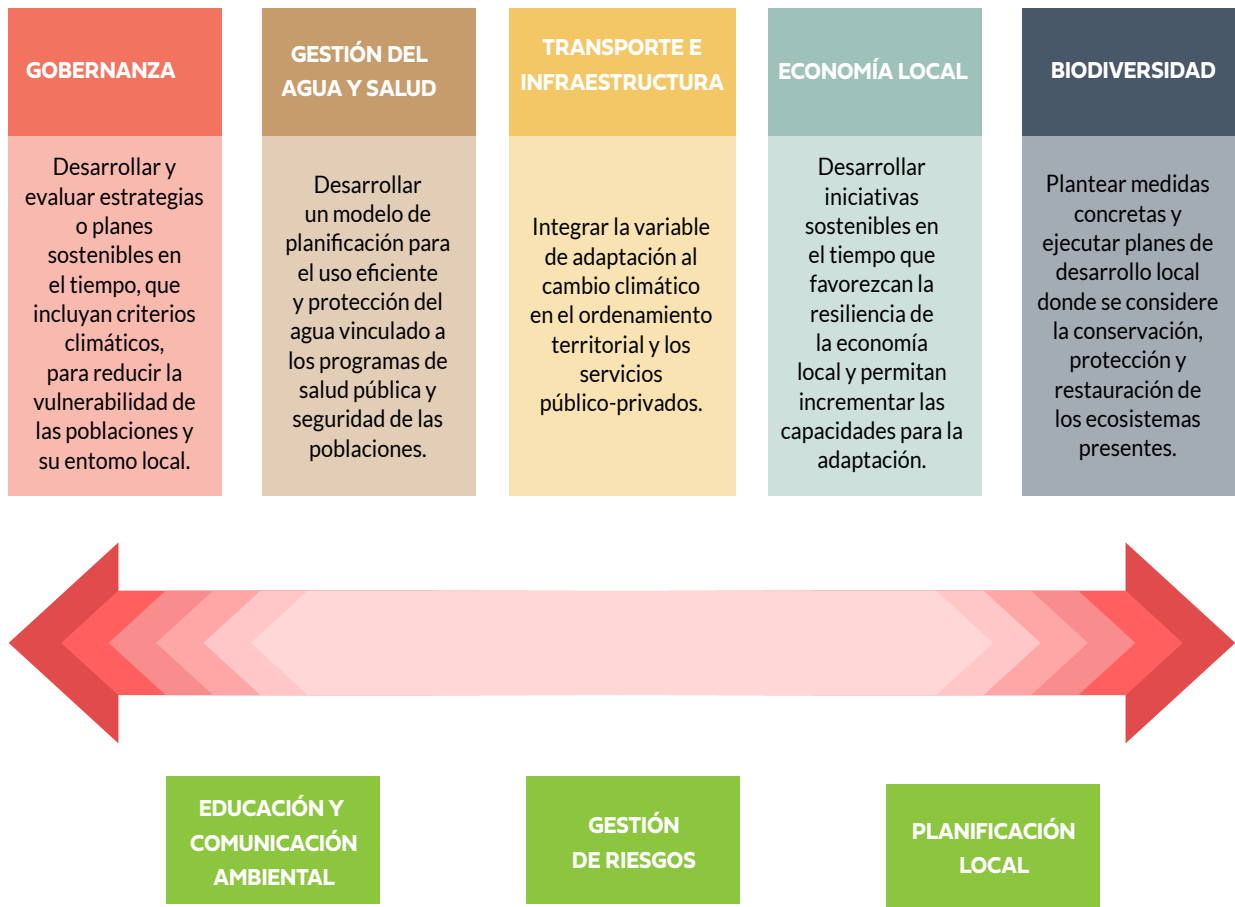 GOBERNANZA
Desarrollar y
evaluar estrategias
o planes
sostenibles en
el tiempo, que
incluyan criterios
climáticos,
para reducir la
vulnerabilidad de
las poblaciones y
su entomo local.
GESTIÓN DEL
AGUA Y SALUD
Desarrollar
un modelo de
planificación para
el uso eficiente
y protección del
agua vinculado a
los programas de
salud pública y
seguridad de las
poblaciones.
TRANSPORTE E
INFRAESTRUCTURA
Integrar la variable
de adaptación al
cambio climático
en el ordenamiento
territorial y los
servicios
público-privados.
ECONOMÍA LOCAL
Desarrollar
iniciativas
sostenibles en
el tiempo que
favorezcan la
resiliencia de
la economía
local y permitan
incrementar las
capacidades para la
adaptación.
BIODIVERSIDAD
Plantear medidas
concretas y
ejecutar planes de
desarrollo local
donde se considere
la conservación,
protección y
restauración de
los ecosistemas
presentes.
EDUCACIÓN Y
COMUNICACIÓN
AMBIENTAL
GESTIÓN
DE RIESGOS
PLANIFICACIÓN
LOCAL